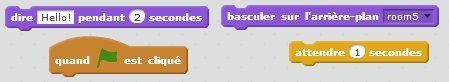 dire Hello! pendant 2 secondes
basculer sur l'arrière-plan room5
quand est cliqué
attendre 1 secondes